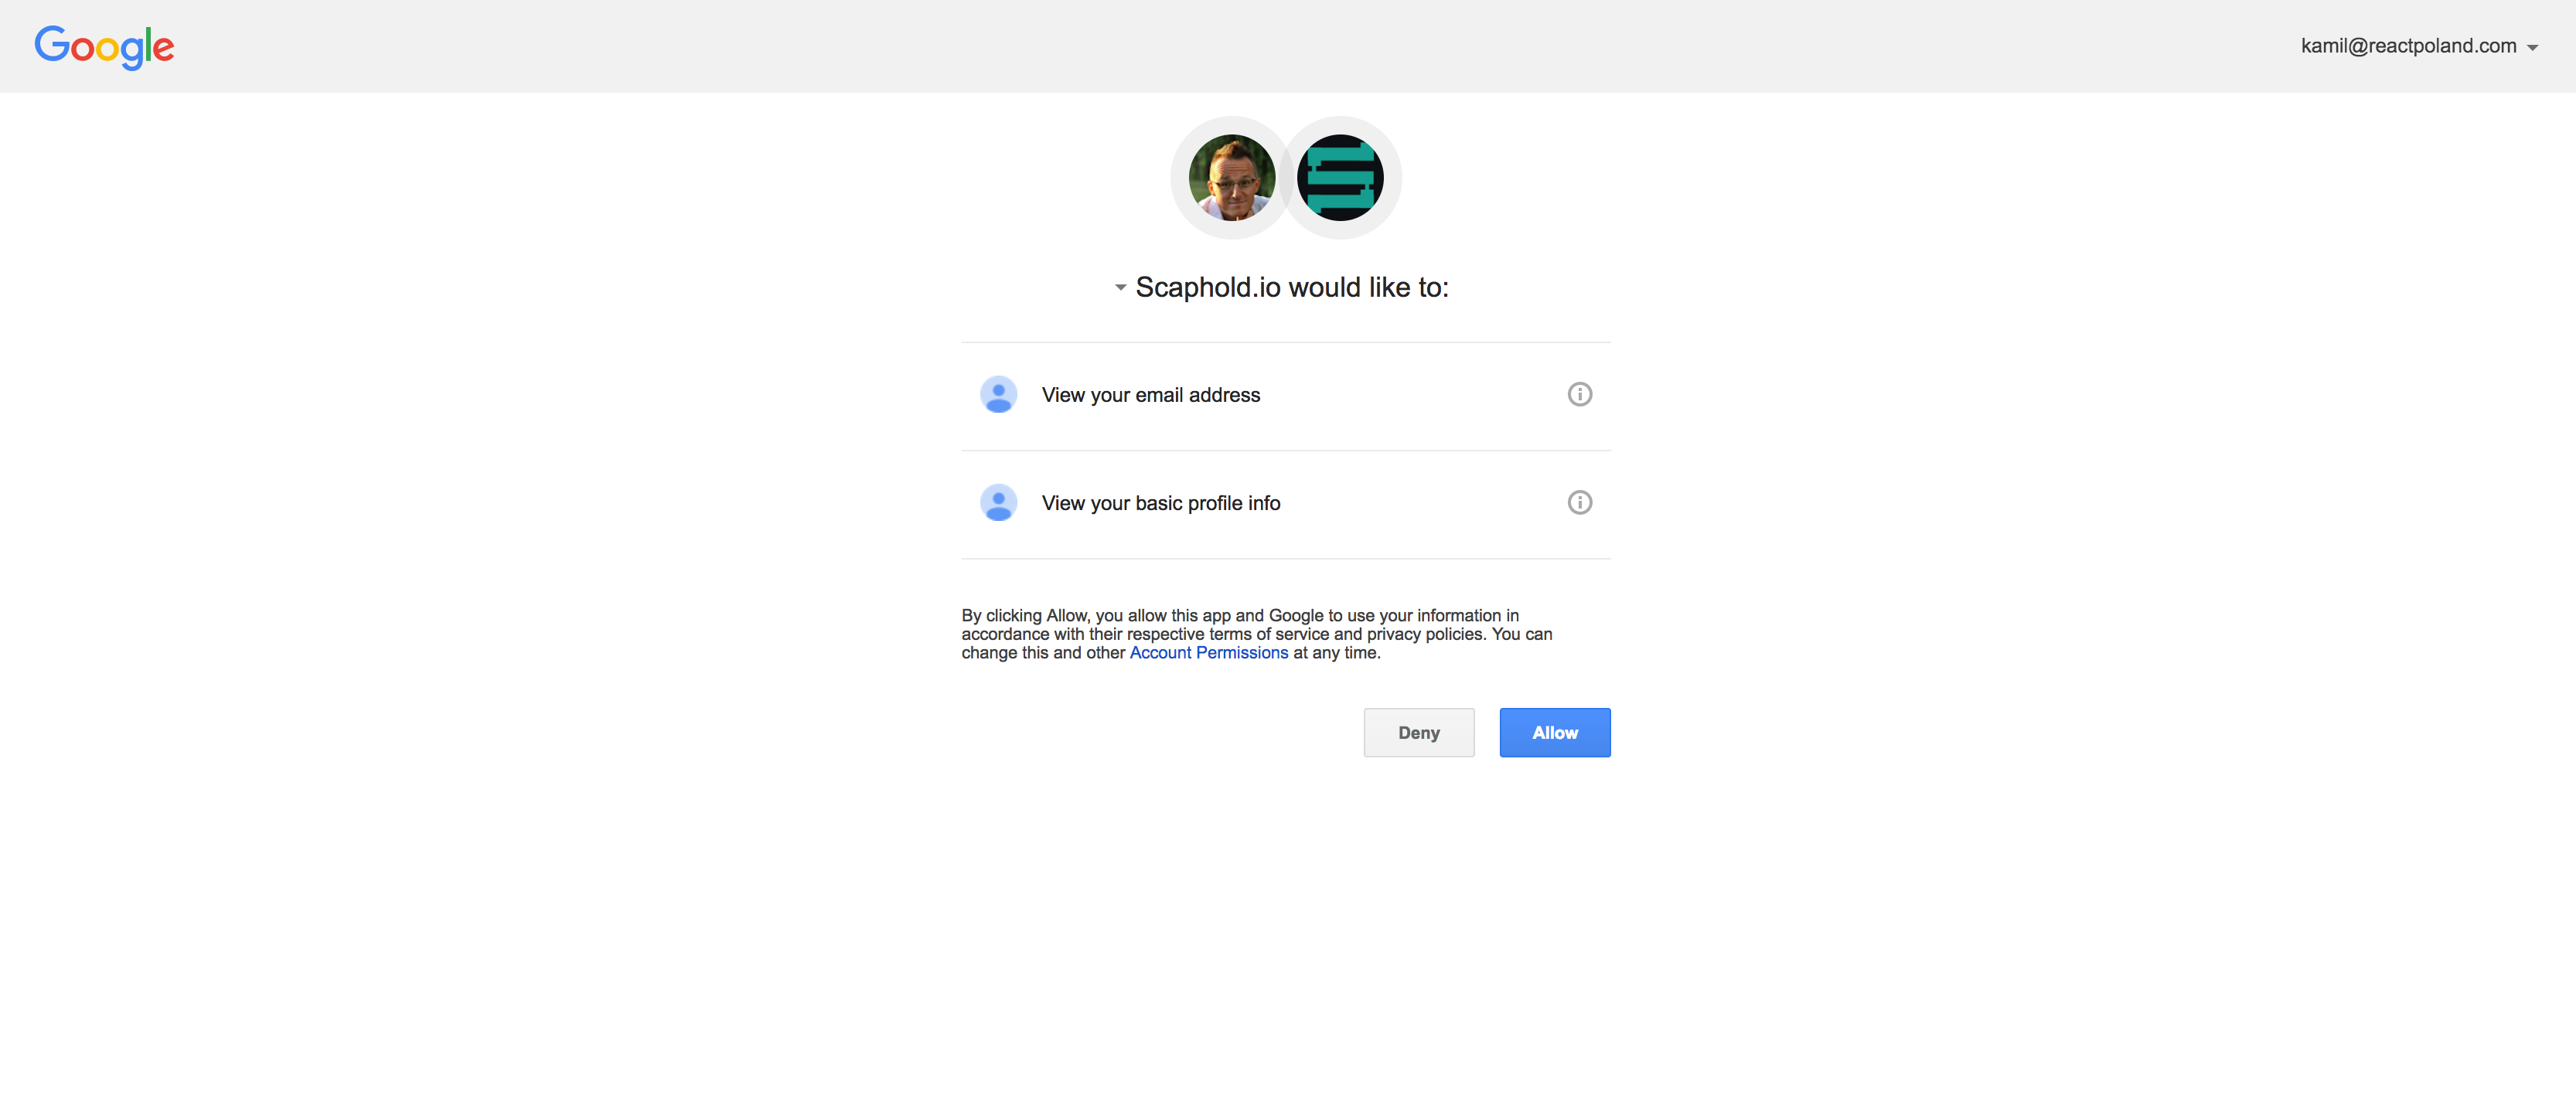 Google
kamil@reactpoland.com
Scaphold.io would like to:
View your email address
View your basic profile info
By clicking Allow, you allow this app and Google to use your information in
accordance with their respective terms of service and privacy policies. You can
change this and other Account Permissions at any time.
Deny
Allow